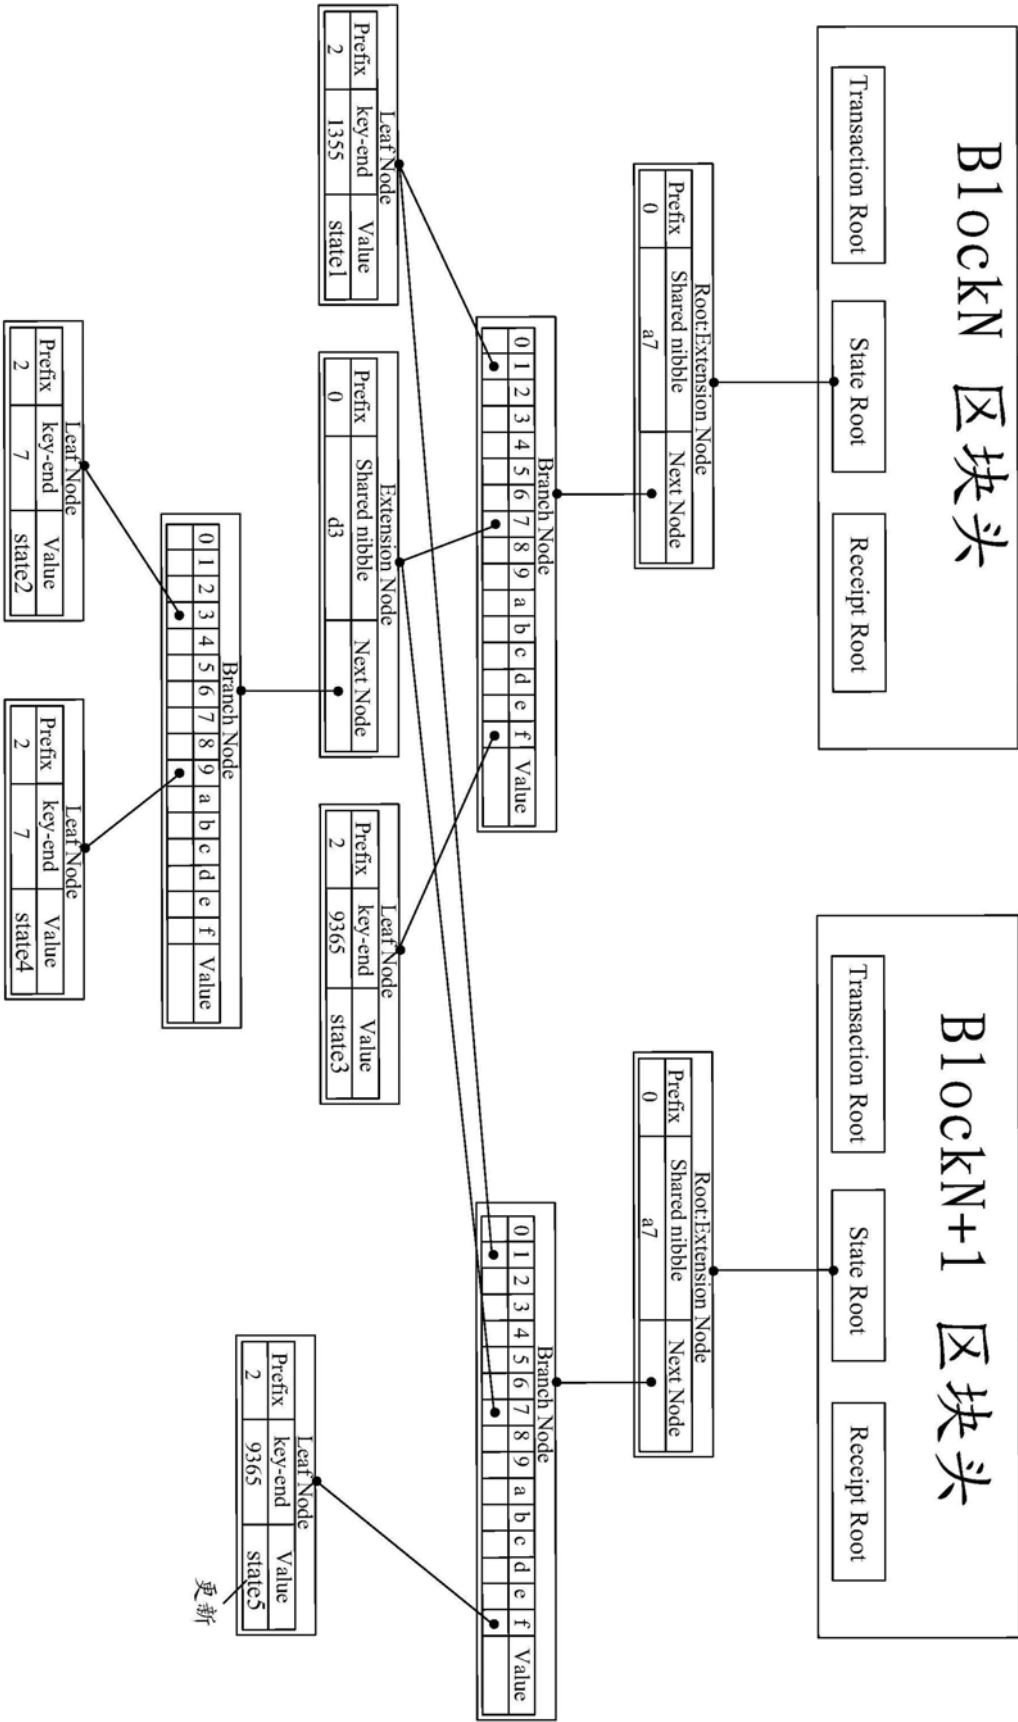 BlockN 区块头
Transaction Root
State Root
Receipt Root
Root:Extension Node
Prefix Shared nibble Next Node
0 a7
Branch Node
0 1 2 3 4 5 6 7 8 9 a b c d e f Value
Leaf Node
Prefix key-end Value
2 1355 state1
Extension Node
Prefix Shared nibble Next Node
0 d3
Leaf Node
Prefix key-end Value
2 9365 state3
Branch Node
0 1 2 3 4 5 6 7 8 9 a b c d e f Value
Leaf Node
Prefix key-end Value
2 7 state2
Leaf Node
Prefix key-end Value
2 7 state4
BlockN+1 区块头
Transaction Root
State Root
Receipt Root
Root:Extension Node
Prefix Shared nibble Next Node
0 a7
Branch Node
0 1 2 3 4 5 6 7 8 9 a b c d e f Value
Leaf Node
Prefix key-end Value
2 9365 state5
更新